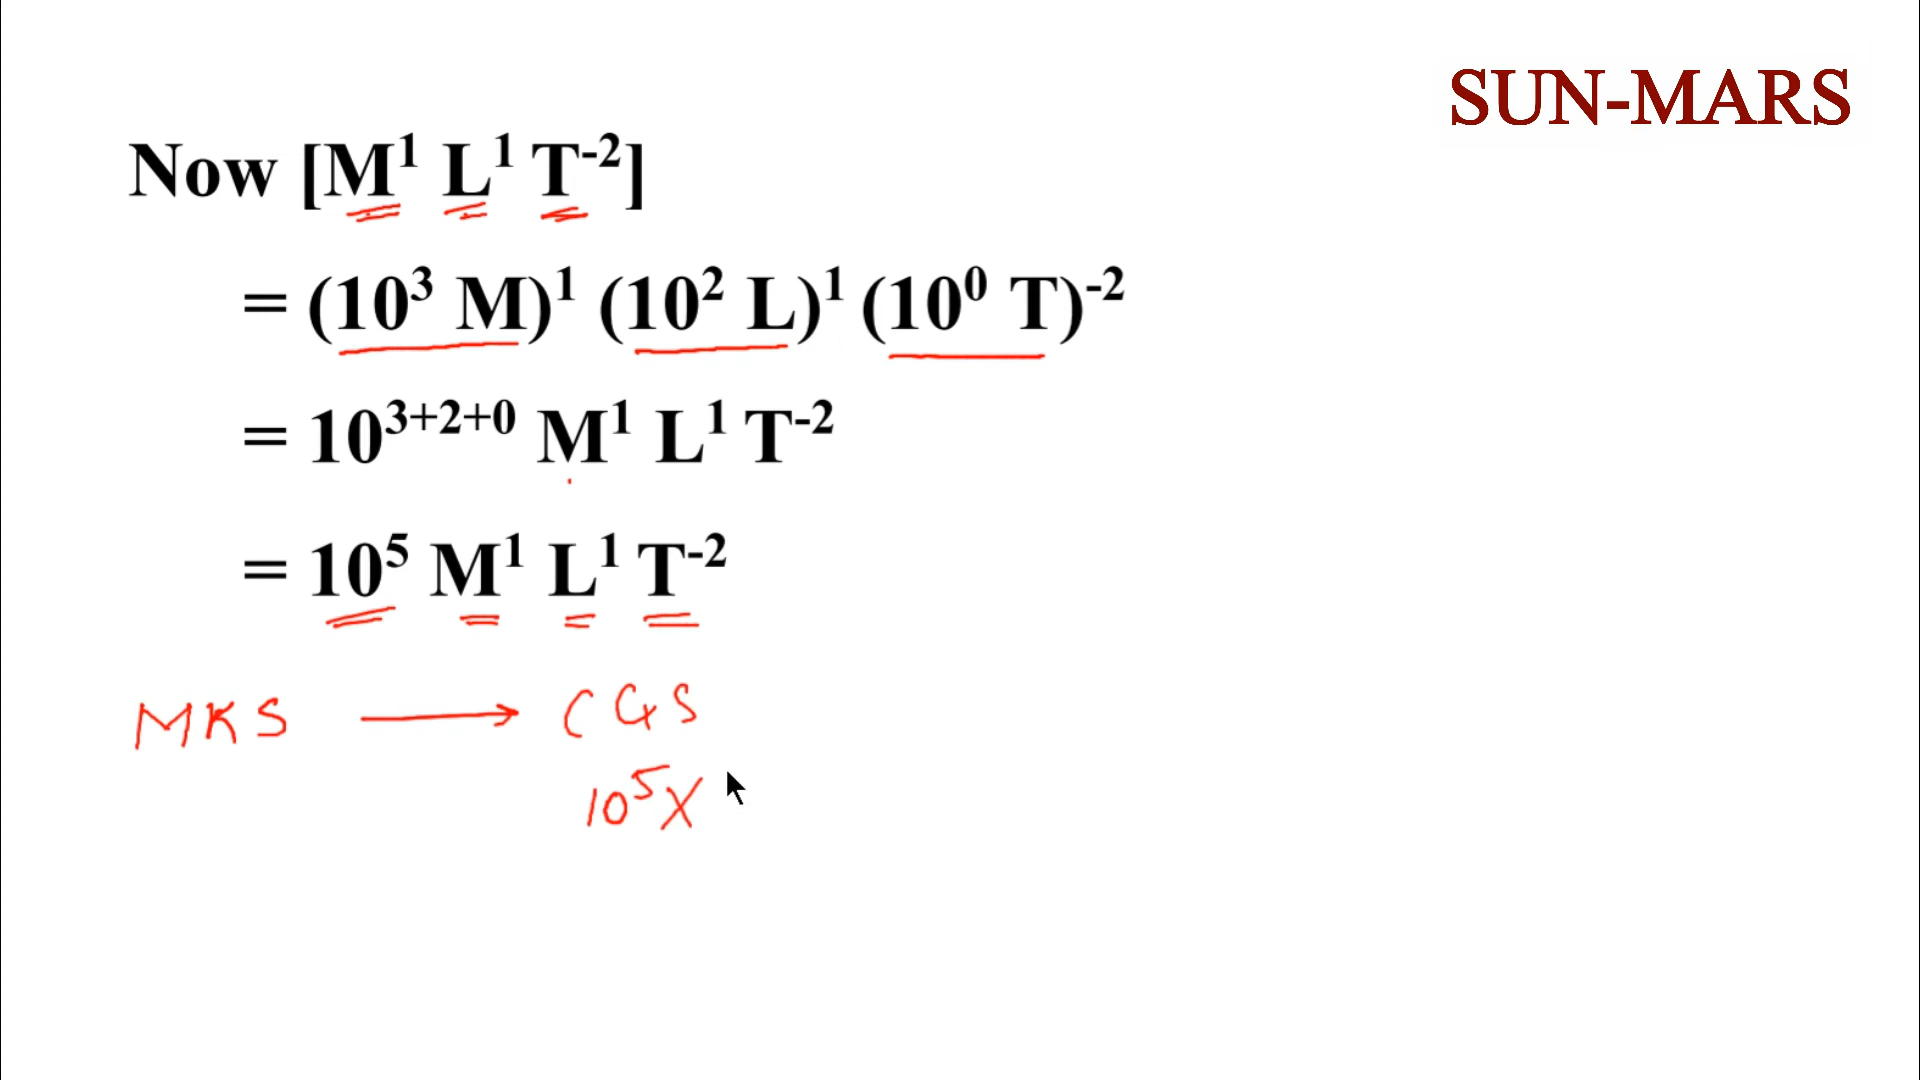 SUN-MARS
Now [M¹ L¹ T⁻²]
= (10³ M)¹ (10² L)¹ (10⁰ T)⁻²
= 10³⁺²⁺⁰ M¹ L¹ T⁻²
= 10⁵ M¹ L¹ T⁻²
MKS → CGS
10⁵X